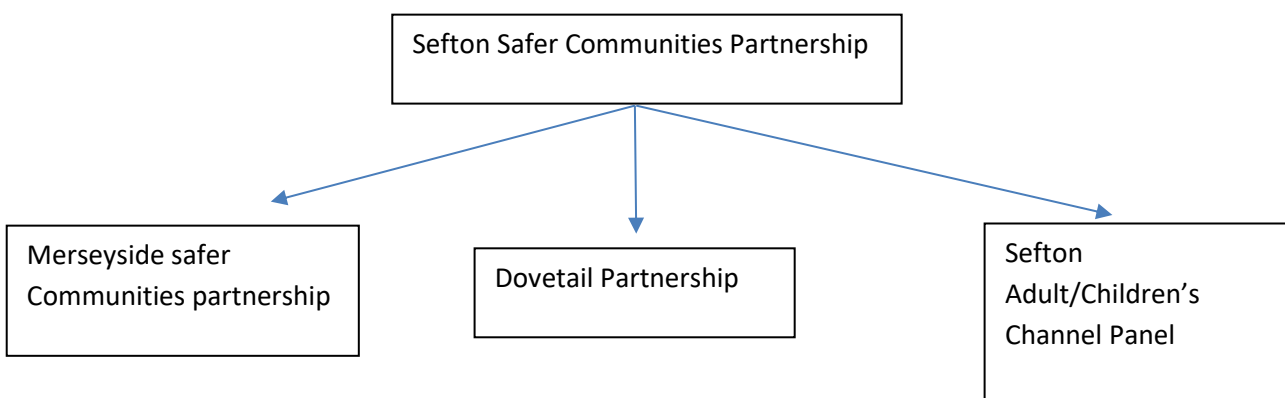 Sefton Safer Communities Partnership
Merseyside safer
Communities partnership
Dovetail Partnership
Sefton
Adult/Children’s
Channel Panel